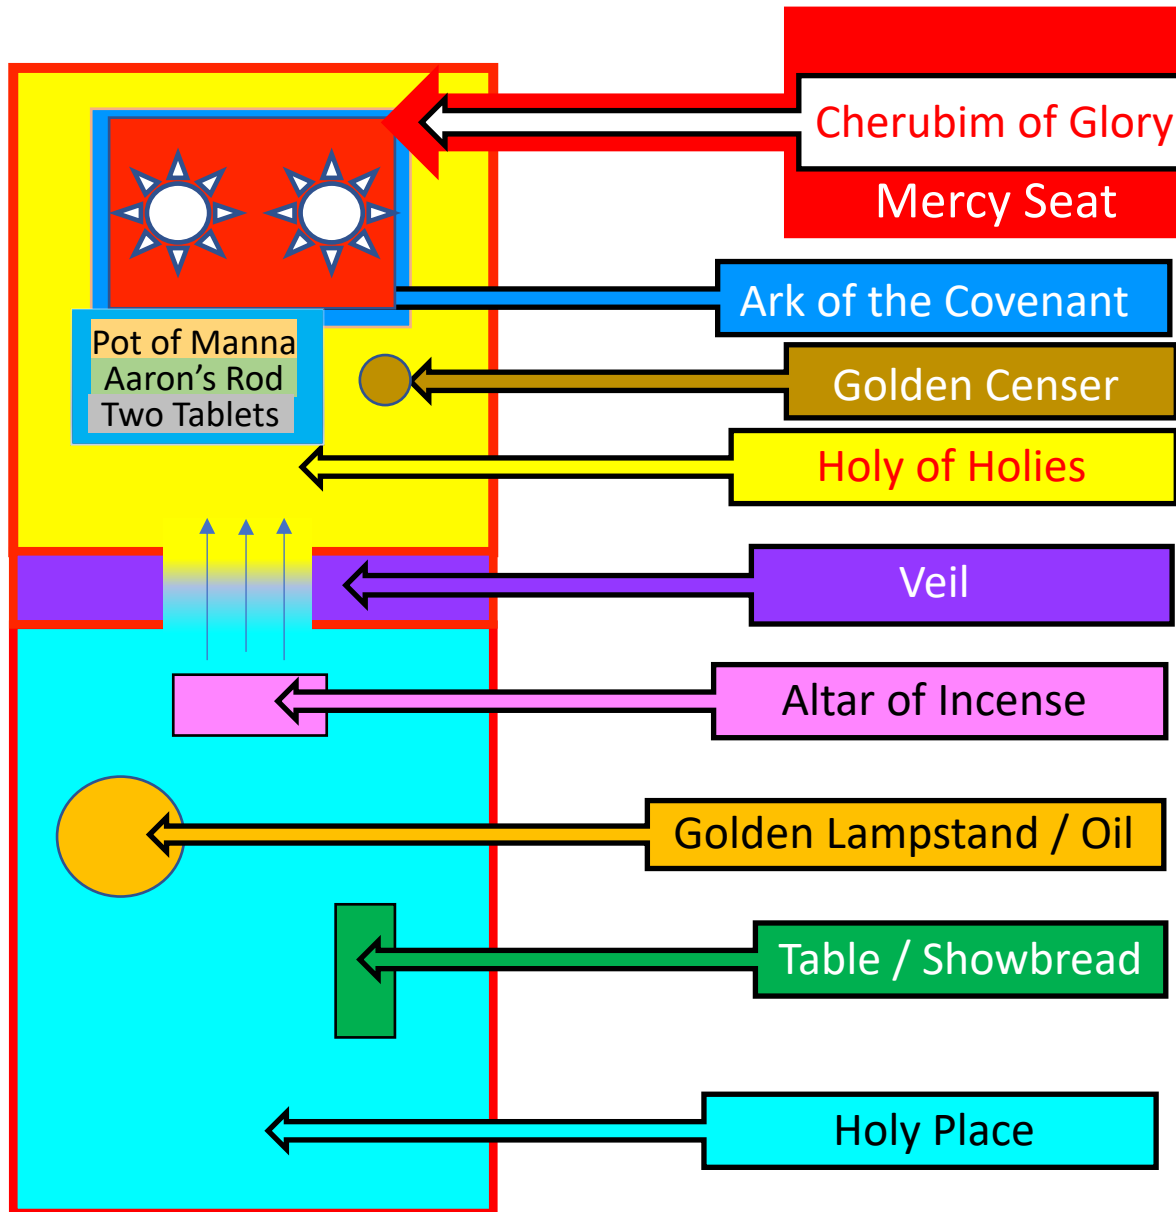 Cherubim of Glory
Mercy Seat
Ark of the Covenant
Pot of Manna
Aaron's Rod
Two Tablets
Golden Censer
Holy of Holies
Veil
Altar of Incense
Golden Lampstand / Oil
Table / Showbread
Holy Place